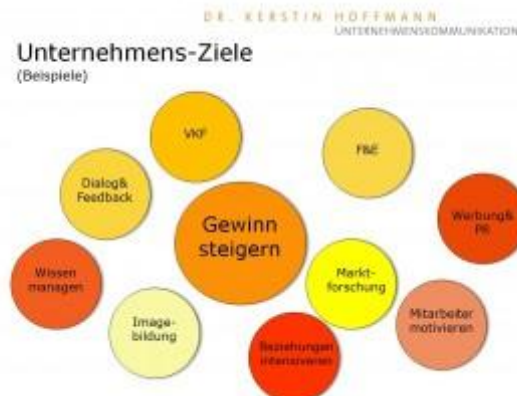 DR. KERSTIN HOFFMANN
UNTERNEHMENSKOMMUNIKATION
Unternehmens-Ziele
(Beispiele)
VKF
F&E
Dialog&
Feedback
Werbung&
PR
Gewinn
steigern
Wissen
managen
Markt-
forschung
Image-
bildung
Mitarbeiter
motivieren
Beziehungen
intensivieren